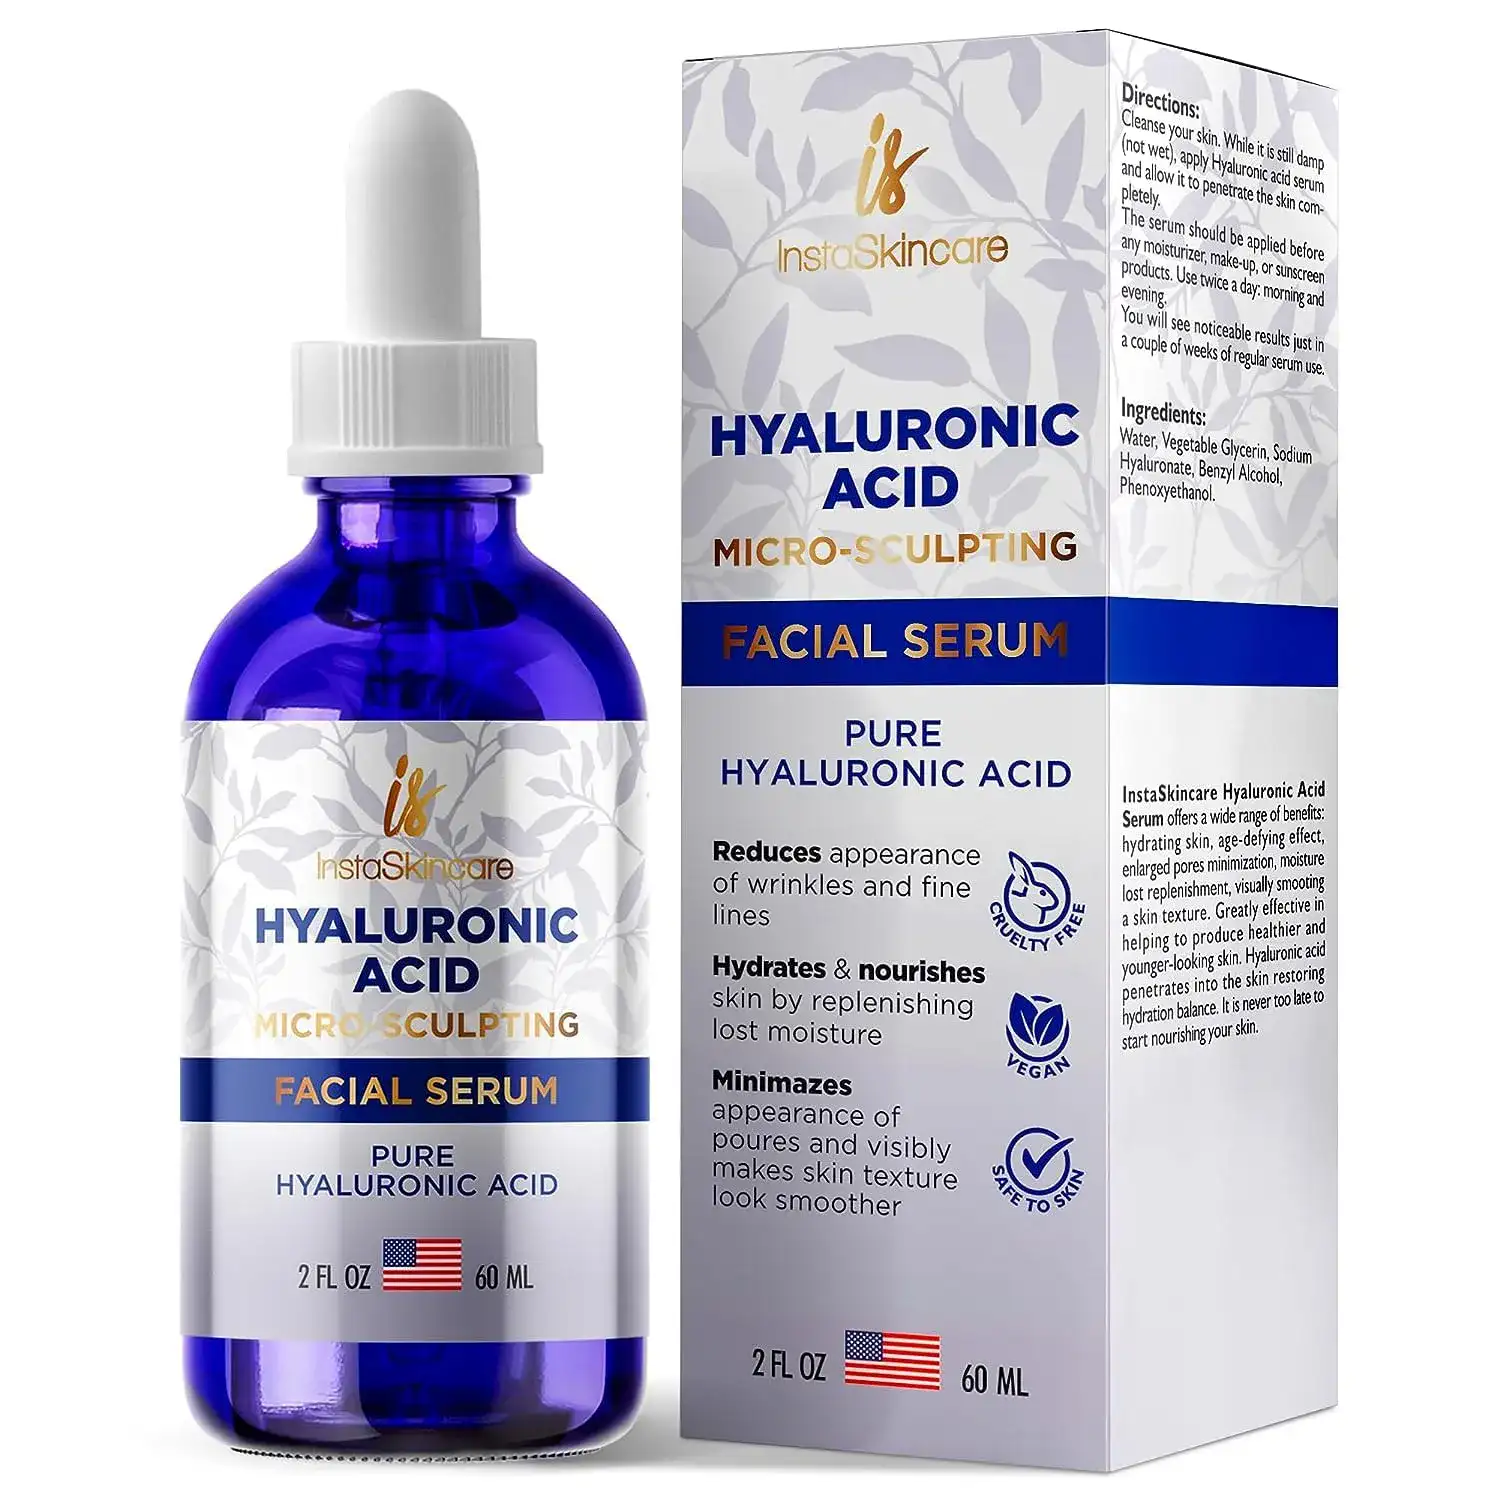 is
InstaSkincare
HYALURONIC
ACID
MICRO-SCULPTING
FACIAL SERUM
PURE
HYALURONIC ACID
2 FL OZ 60 ML
is
InstaSkincare
HYALURONIC
ACID
MICRO-SCULPTING
FACIAL SERUM
PURE
HYALURONIC ACID
Reduces appearance
of wrinkles and fine
lines
CRUELTY FREE
Hydrates & nourishes
skin by replenishing
lost moisture
VEGAN
Minimazes
appearance of
poures and visibly
makes skin texture
look smoother
SAFE TO SKIN
2 FL OZ 60 ML
Directions:
Cleanse your skin. While it is still damp
(not wet), apply Hyaluronic acid serum
and allow it to penetrate the skin com-
pletely.
The serum should be applied before
any moisturizer, make-up, or sunscreen
products. Use twice a day: morning and
evening.
You will see noticeable results just in
a couple of weeks of regular serum use.
Ingredients:
Water, Vegetable Glycerin, Sodium
Hyaluronate, Benzyl Alcohol,
Phenoxyethanol.
InstaSkincare Hyaluronic Acid
Serum offers a wide range of benefits:
hydrating skin, age-defying effect,
enlarged pores minimization, moisture
lost replenishment, visually smooting
a skin texture. Greatly effective in
helping to produce healthier and
younger-looking skin. Hyaluronic acid
penetrates into the skin restoring
hydration balance. It is never too late to
start nourishing your skin.